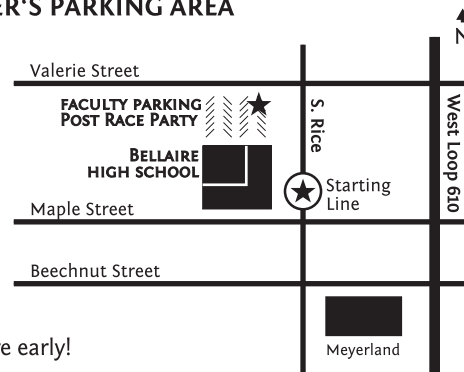 ER'S PARKING AREA
N
Valerie Street
FACULTY PARKING
POST RACE PARTY
S. Rice
West Loop 610
BELLAIRE
HIGH SCHOOL
Starting
Line
Maple Street
Beechnut Street
e early!
Meyerland